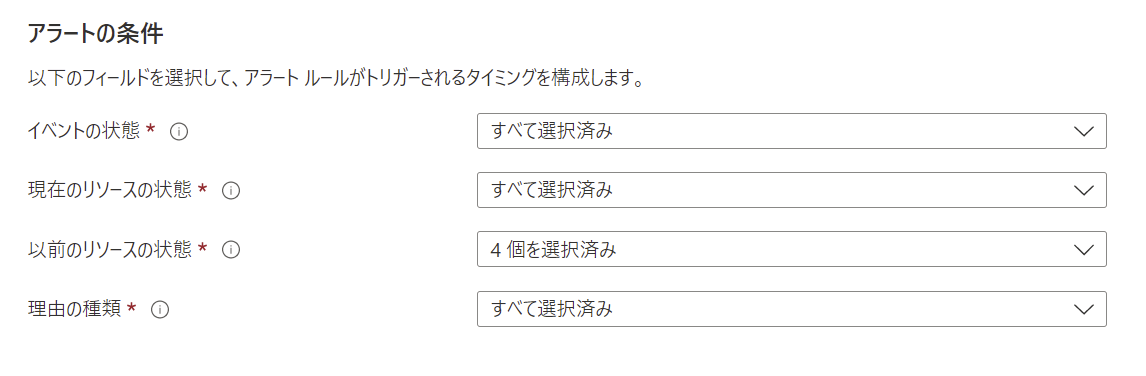 アラートの条件
以下のフィールドを選択して、アラート ルールがトリガーされるタイミングを構成します。
イベントの状態 * すべて選択済み
現在のリソースの状態 * すべて選択済み
以前のリソースの状態 * 4 個を選択済み
理由の種類 * すべて選択済み